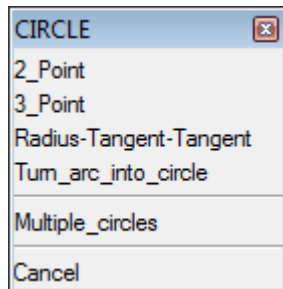 CIRCLE
2_Point
3_Point
Radius-Tangent-Tangent
Turn_arc_into_circle
Multiple_circles
Cancel